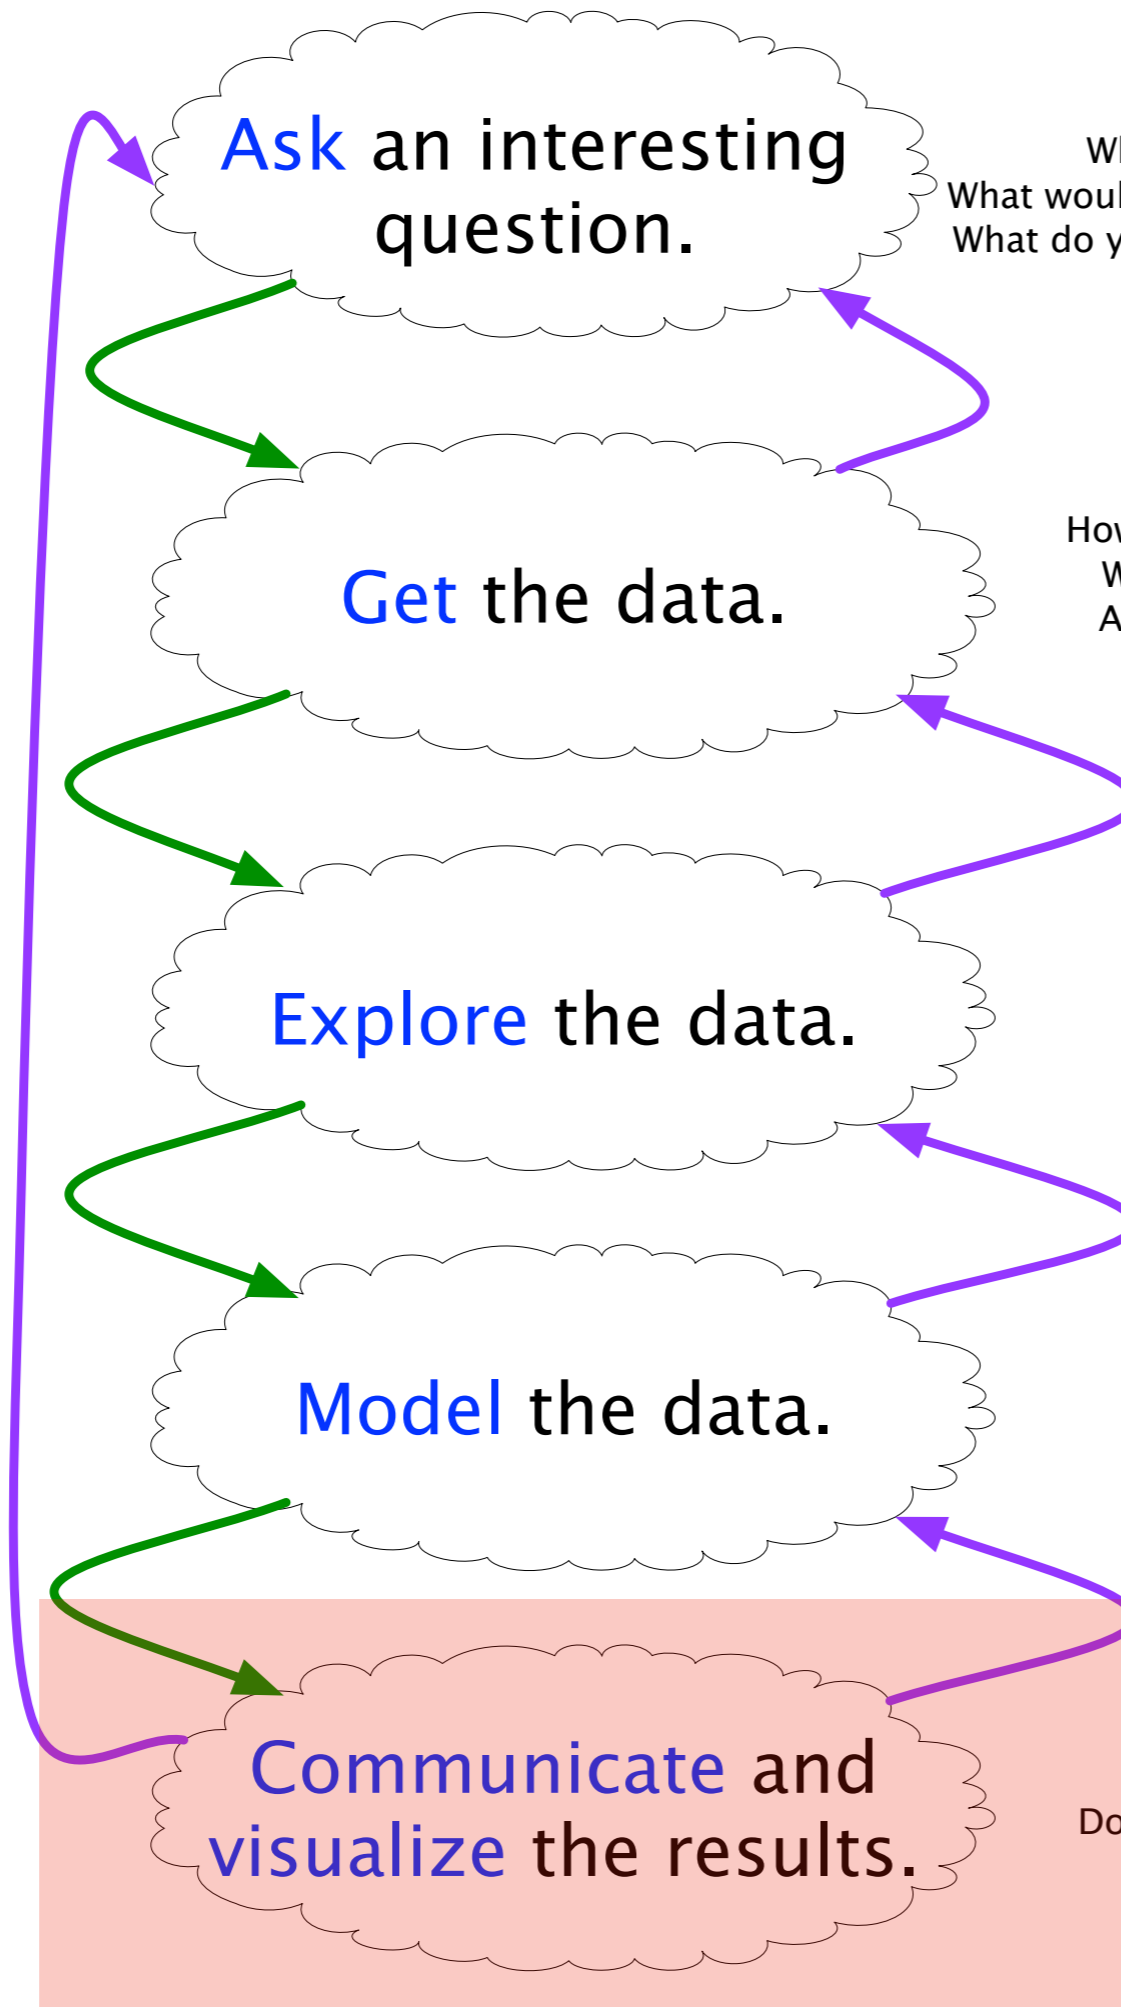 Ask an interesting
question.
What woul
What do y
Get the data.
Explore the data.
Model the data.
Communicate and
visualize the results.
Do